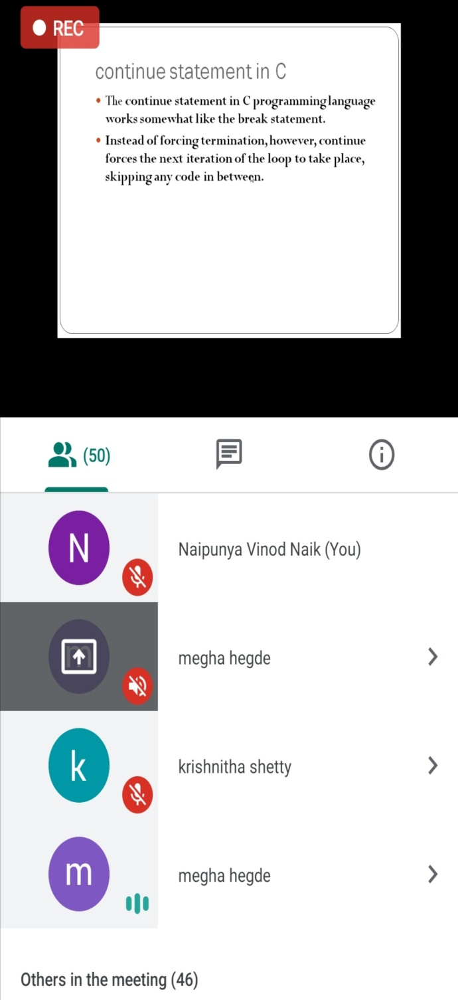 REC
continue statement in C
• The continue statement in C programming language
works somewhat like the break statement.
• Instead of forcing termination, however, continue
forces the next iteration of the loop to take place,
skipping any code in between.
(50)
N
Naipunya Vinod Naik (You)
m
megha hegde
k
krishnitha shetty
m
megha hegde
Others in the meeting (46)